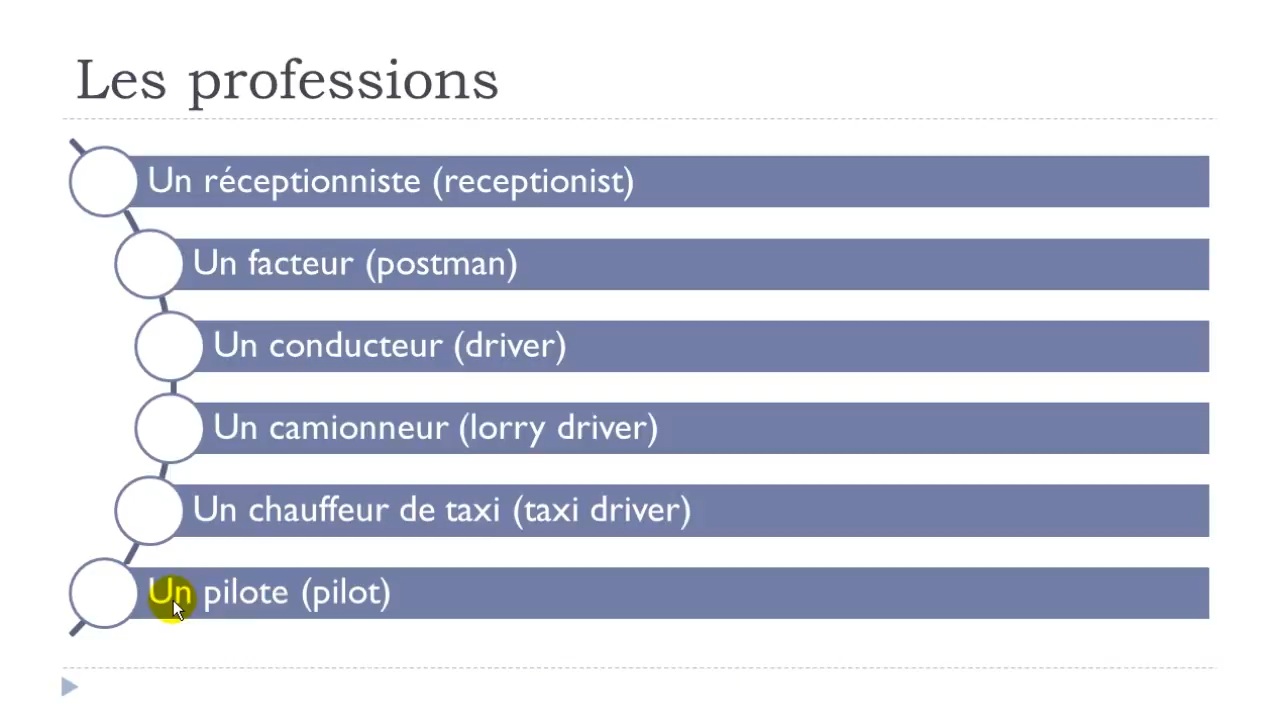 Les professions
Un réceptionniste (receptionist)
Un facteur (postman)
Un conducteur (driver)
Un camionneur (lorry driver)
Un chauffeur de taxi (taxi driver)
Un pilote (pilot)